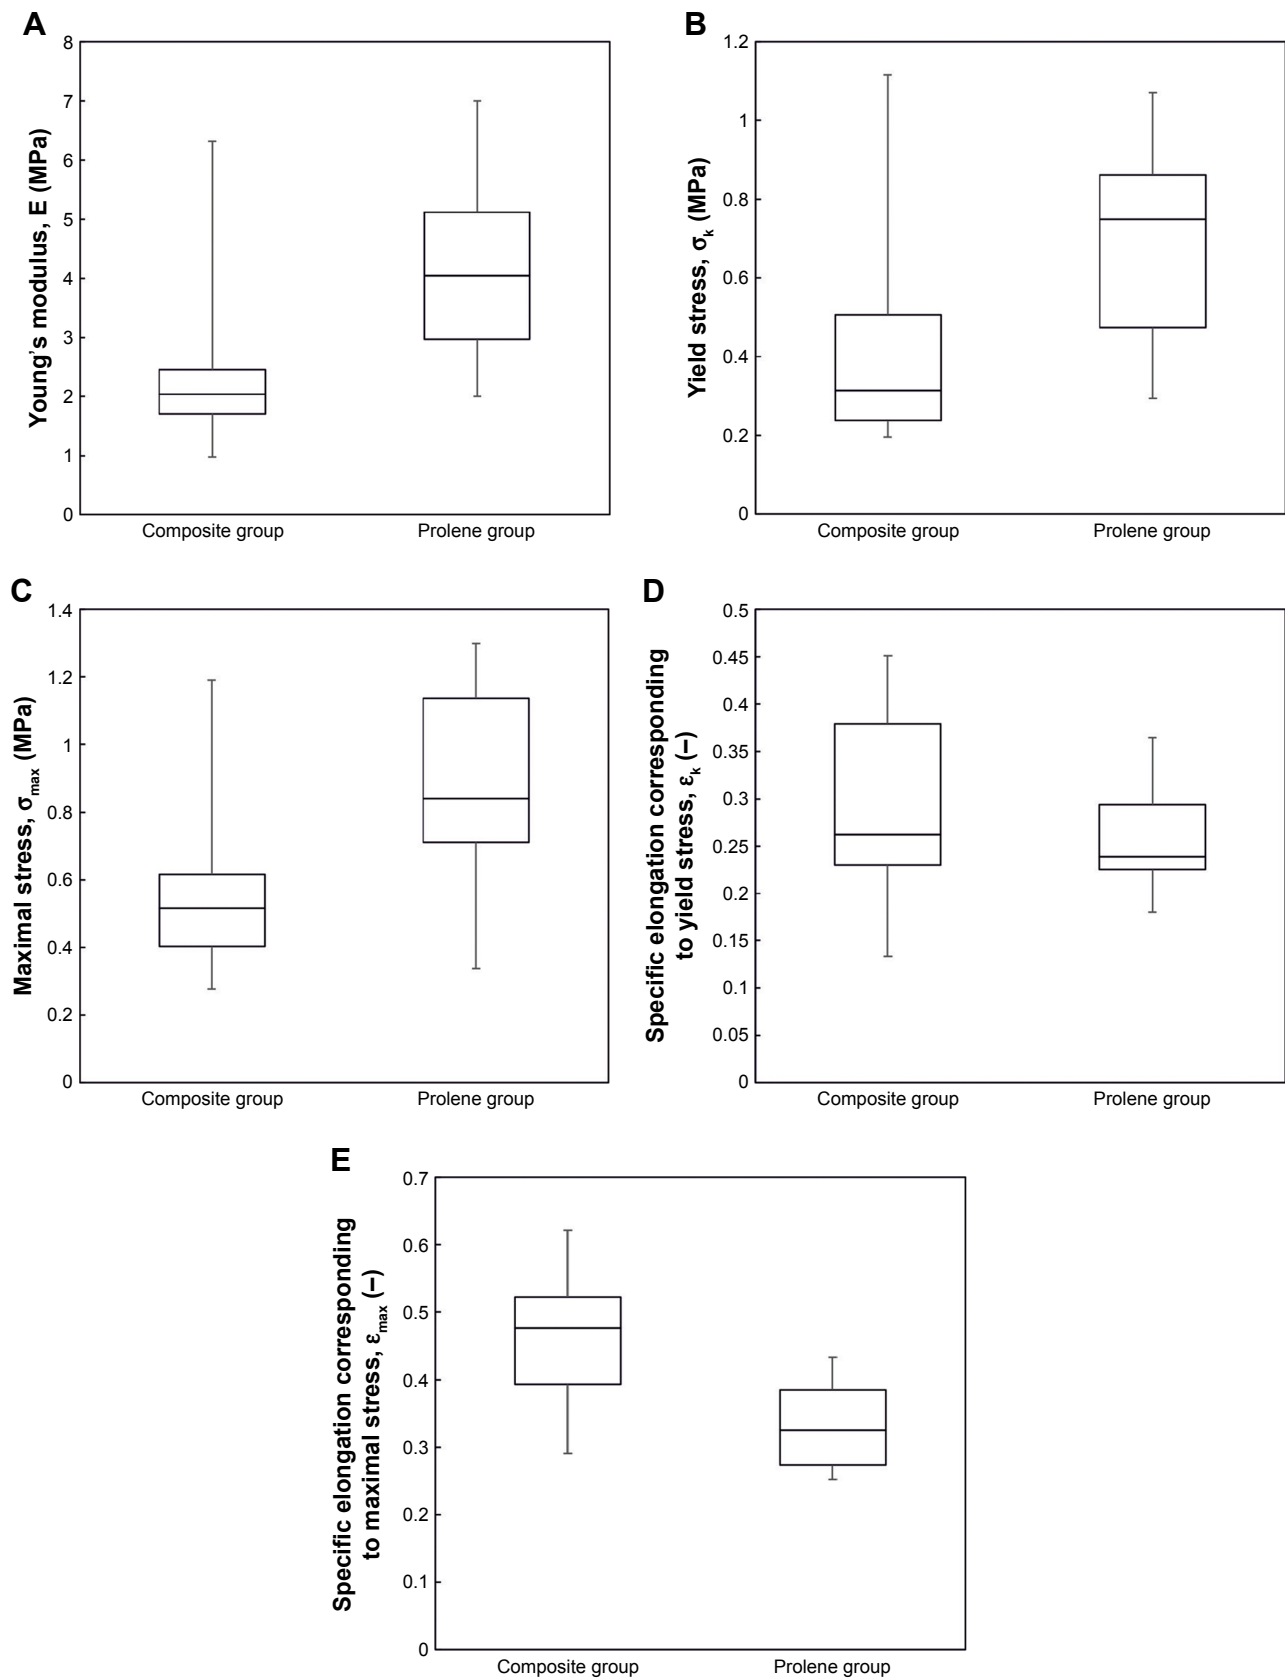 A
Young's modulus, E (MPa)
8
7
6
5
4
3
2
1
0
Composite group
Prolene group
B
Yield stress, σk (MPa)
1.2
1
0.8
0.6
0.4
0.2
0
Composite group
Prolene group
C
Maximal stress, σmax (MPa)
1.4
1.2
1
0.8
0.6
0.4
0.2
0
Composite group
Prolene group
D
Specific elongation corresponding
to yield stress, εk (–)
0.5
0.45
0.4
0.35
0.3
0.25
0.2
0.15
0.1
0.05
0
Composite group
Prolene group
E
Specific elongation corresponding
to maximal stress, εmax (–)
0.7
0.6
0.5
0.4
0.3
0.2
0.1
0
Composite group
Prolene group